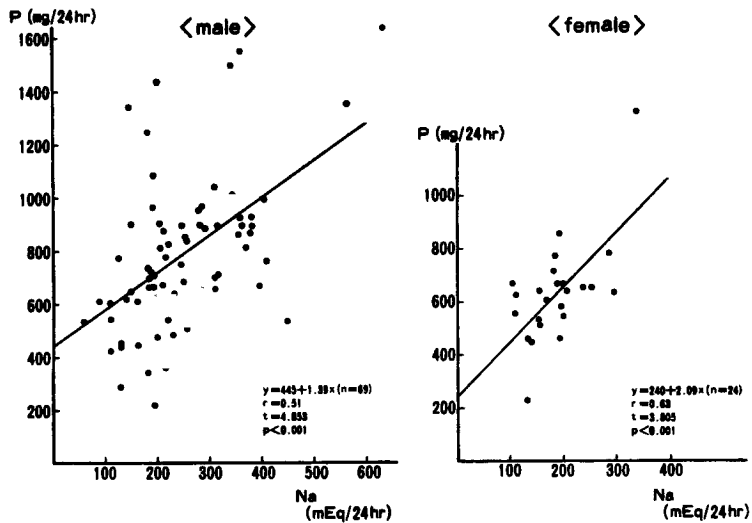 P (mg/24hr)
<male>
1600
1400
1200
1000
800
600
400
200
100 200 300 400 500 600
Na
(mEq/24hr)
y=445+1.39x(n=69)
r=0.51
t=4.853
p<0.001
<female>
P (mg/24hr)
1000
800
600
400
200
100 200 300 400
Na
(mEq/24hr)
y=240+2.09x(n=24)
r=0.63
t=3.805
p<0.001